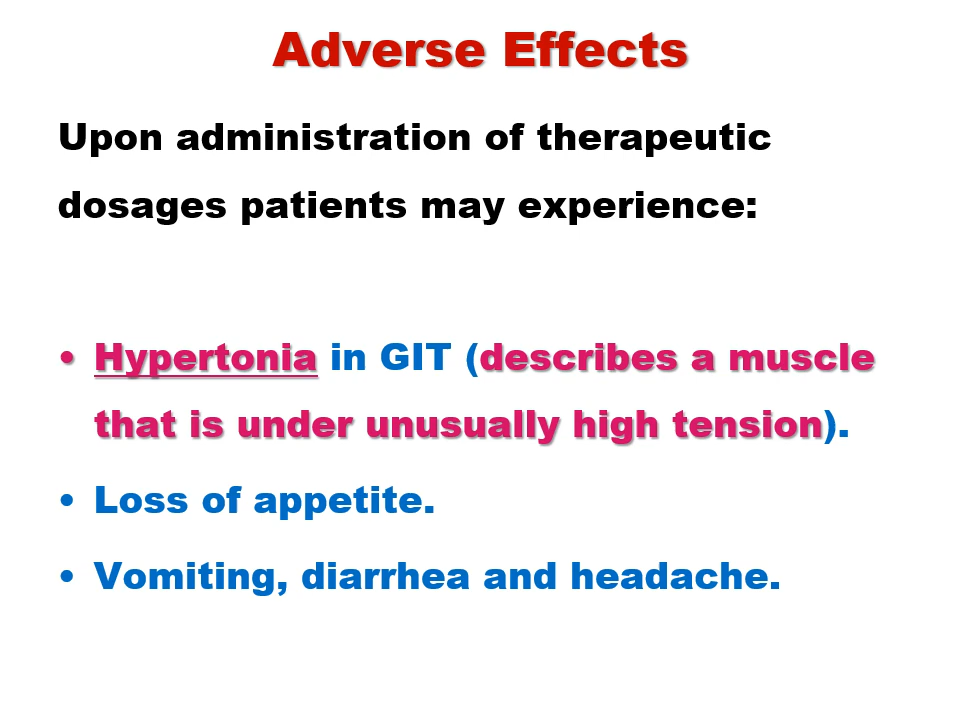 Adverse Effects
Upon administration of therapeutic
dosages patients may experience:
• Hypertonia in GIT (describes a muscle
that is under unusually high tension).
• Loss of appetite.
• Vomiting, diarrhea and headache.